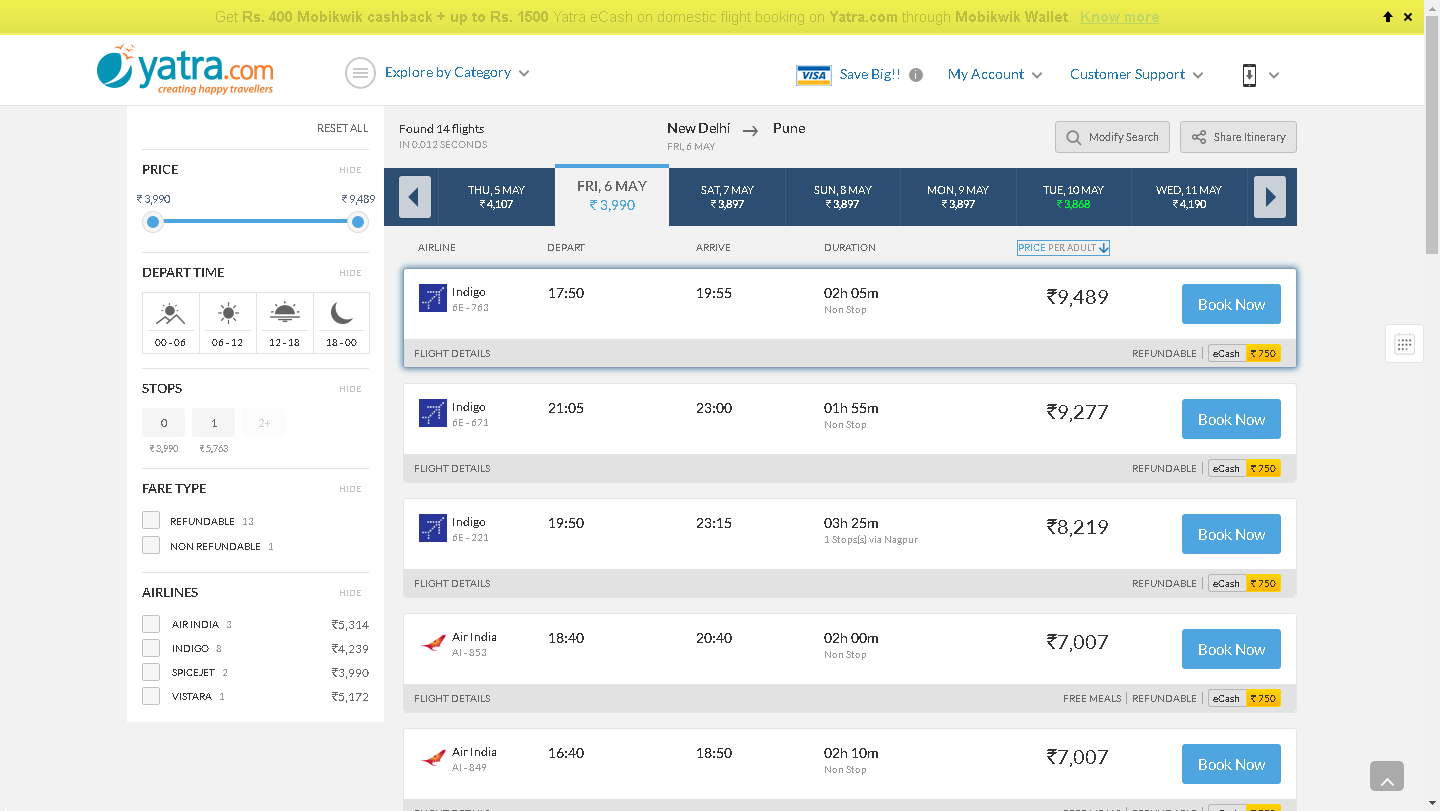 Get Rs. 400 Mobikwik cashback + up to Rs. 1500 Yatra eCash on domestic flight booking on Yatra.com through Mobikwik Wallet. Know more
yatra.com
creating happy travellers
Explore by Category
VISA Save Big!!
My Account
Customer Support
RESET ALL
PRICE HIDE
₹3,990 ₹9,489
DEPART TIME HIDE
00-06 06-12 12-18 18-00
STOPS HIDE
0 1 2+
₹3,990 ₹5,763
FARE TYPE HIDE
REFUNDABLE 13
NON REFUNDABLE 1
AIRLINES HIDE
AIR INDIA 3 ₹5,314
INDIGO 8 ₹4,239
SPICEJET 2 ₹3,990
VISTARA 1 ₹5,172
Found 14 flights
IN 0.012 SECONDS
New Delhi → Pune
FRI, 6 MAY
Modify Search
Share Itinerary
THU, 5 MAY
₹4,107
FRI, 6 MAY
₹3,990
SAT, 7 MAY
₹3,897
SUN, 8 MAY
₹3,897
MON, 9 MAY
₹3,897
TUE, 10 MAY
₹3,868
WED, 11 MAY
₹4,190
AIRLINE DEPART ARRIVE DURATION PRICE PER ADULT
Indigo 17:50 19:55 02h 05m ₹9,489 Book Now
6E-763 Non Stop
FLIGHT DETAILS REFUNDABLE eCash ₹750
Indigo 21:05 23:00 01h 55m ₹9,277 Book Now
6E-671 Non Stop
FLIGHT DETAILS REFUNDABLE eCash ₹750
Indigo 19:50 23:15 03h 25m ₹8,219 Book Now
6E-221 1 Stops(s) via Nagpur
FLIGHT DETAILS REFUNDABLE eCash ₹750
Air India 18:40 20:40 02h 00m ₹7,007 Book Now
AI-853 Non Stop
FLIGHT DETAILS FREE MEALS REFUNDABLE eCash ₹750
Air India 16:40 18:50 02h 10m ₹7,007 Book Now
AI-849 Non Stop